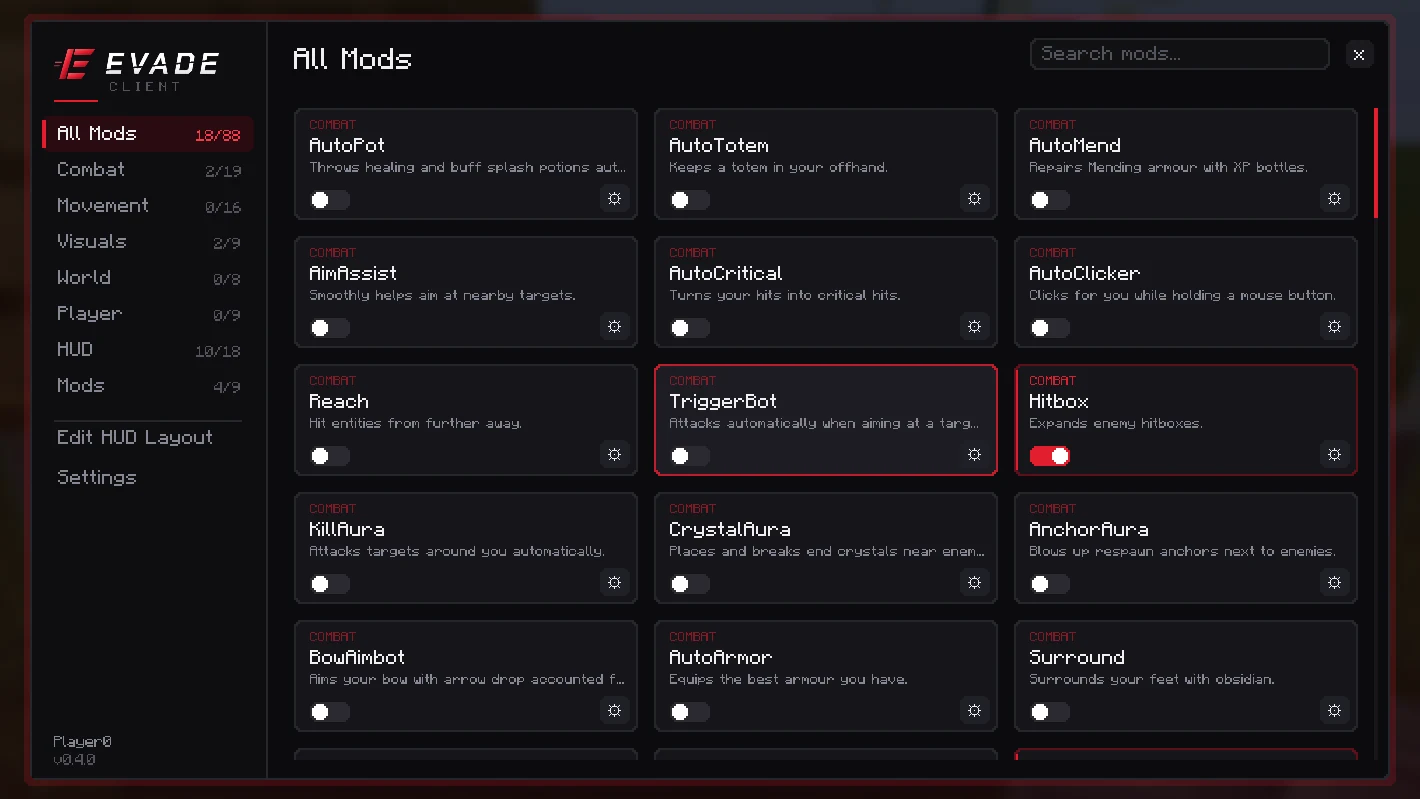 EVADE
CLIENT
All Mods
Search mods...
x
All Mods 18/88
Combat 2/19
Movement 0/16
Visuals 2/9
World 0/8
Player 0/9
HUD 10/18
Mods 4/9
Edit HUD Layout
Settings
Player0
v0.4.0
COMBAT
AutoPot
Throws healing and buff splash potions aut...
COMBAT
AutoTotem
Keeps a totem in your offhand.
COMBAT
AutoMend
Repairs Mending armour with XP bottles.
COMBAT
AimAssist
Smoothly helps aim at nearby targets.
COMBAT
AutoCritical
Turns your hits into critical hits.
COMBAT
AutoClicker
Clicks for you while holding a mouse button.
COMBAT
Reach
Hit entities from further away.
COMBAT
TriggerBot
Attacks automatically when aiming at a targ...
COMBAT
Hitbox
Expands enemy hitboxes.
COMBAT
KillAura
Attacks targets around you automatically.
COMBAT
CrystalAura
Places and breaks end crystals near enem...
COMBAT
AnchorAura
Blows up respawn anchors next to enemies.
COMBAT
BowAimbot
Aims your bow with arrow drop accounted f...
COMBAT
AutoArmor
Equips the best armour you have.
COMBAT
Surround
Surrounds your feet with obsidian.